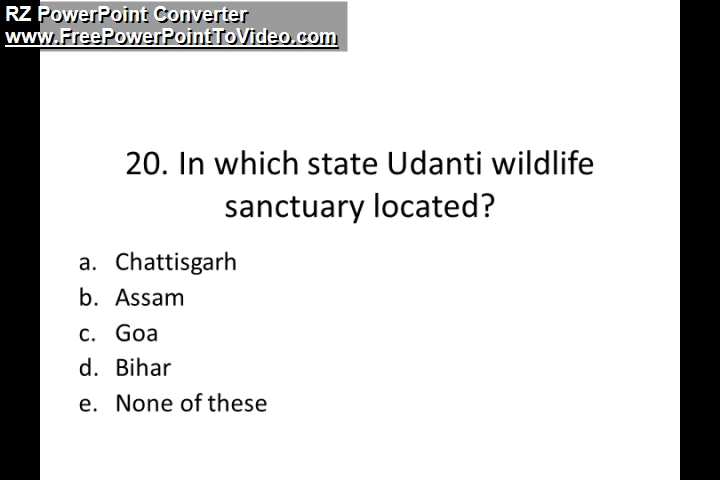 RZ PowerPoint Converter
www.FreePowerPointToVideo.com
20. In which state Udanti wildlife
sanctuary located?
a. Chattisgarh
b. Assam
c. Goa
d. Bihar
e. None of these